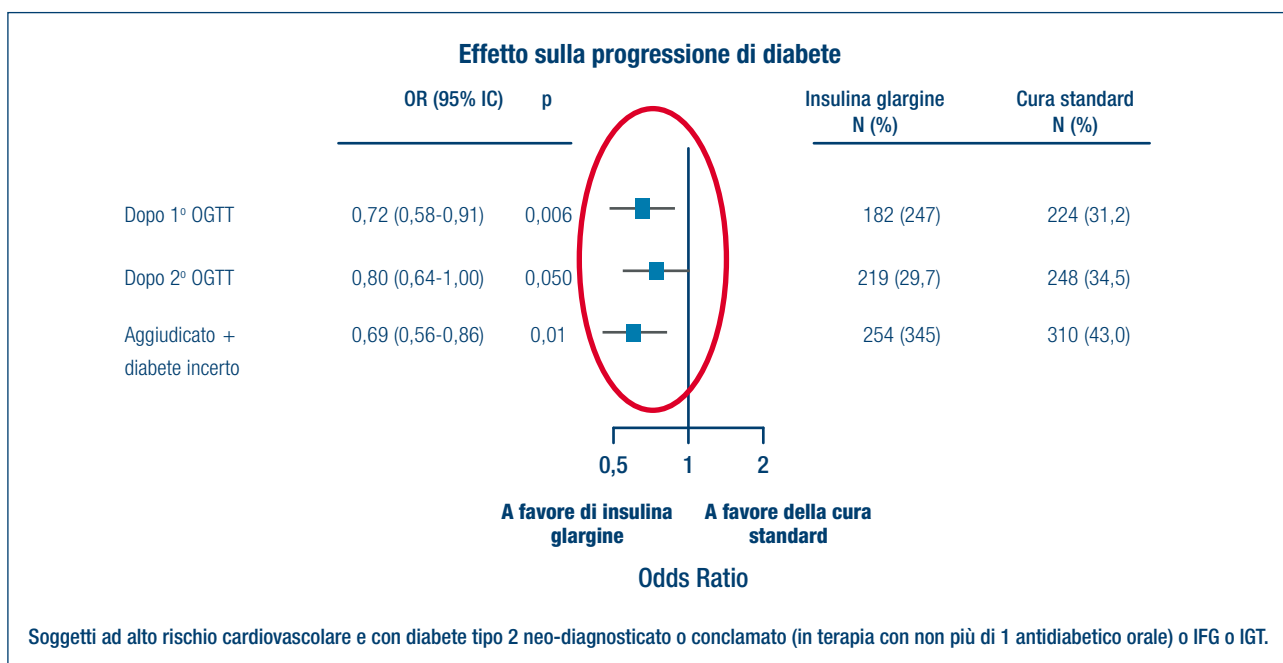 Effetto sulla progressione di diabete
OR (95% IC) p Insulina glargine Cura standard
N (%) N (%)
Dopo 1º OGTT 0,72 (0,58-0,91) 0,006 182 (247) 224 (31,2)
Dopo 2º OGTT 0,80 (0,64-1,00) 0,050 219 (29,7) 248 (34,5)
Aggiudicato + 0,69 (0,56-0,86) 0,01 254 (345) 310 (43,0)
diabete incerto
0,5 1 2
A favore di insulina A favore della cura
glargine standard
Odds Ratio
Soggetti ad alto rischio cardiovascolare e con diabete tipo 2 neo-diagnosticato o conclamato (in terapia con non più di 1 antidiabetico orale) o IFG o IGT.